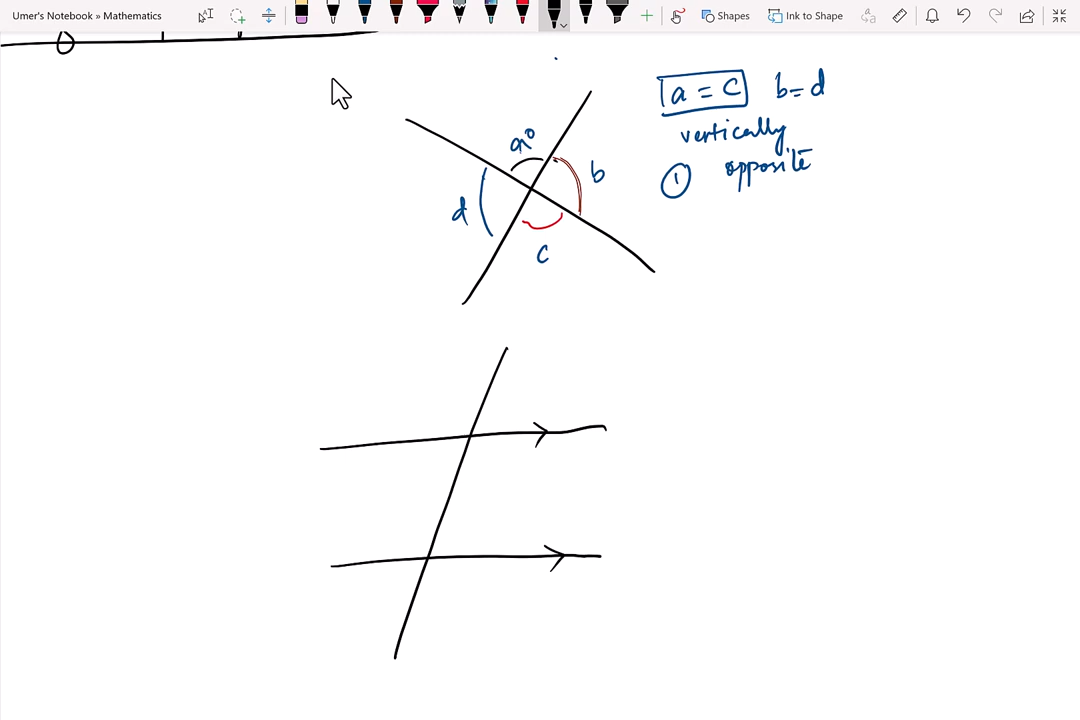 Umer's Notebook » Mathematics
Shapes
Ink to Shape
a = c b = d
vertically
① opposite
a°
b
d
c